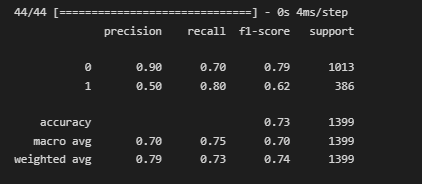 44/44 [==============================] - 0s 4ms/step
precision recall f1-score support
0 0.90 0.70 0.79 1013
1 0.50 0.80 0.62 386
accuracy 0.73 1399
macro avg 0.70 0.75 0.70 1399
weighted avg 0.79 0.73 0.74 1399